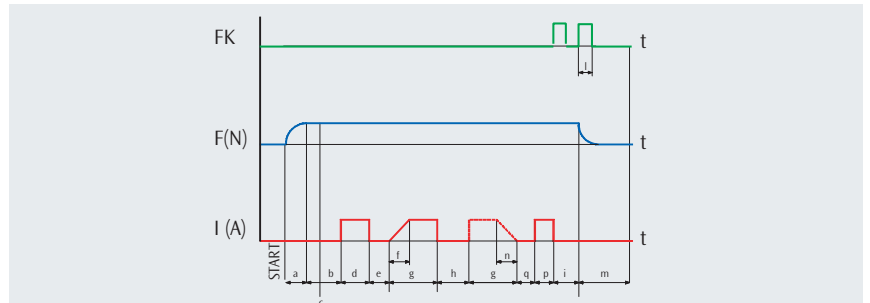 FK t
l
F(N) t
I (A) t
START
f n
a b d e g h g q p i m